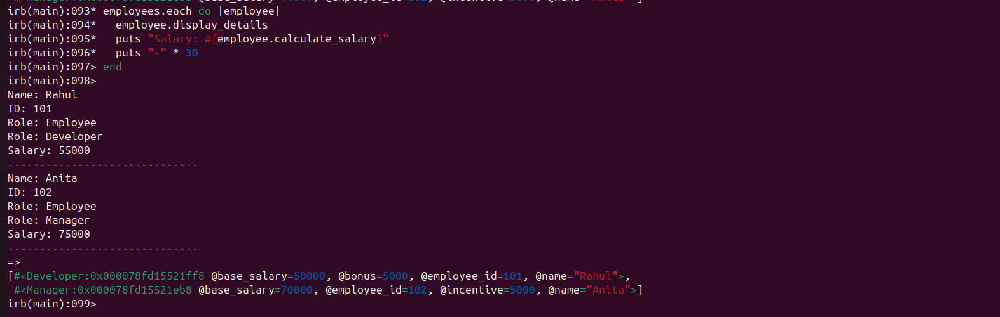 irb(main):093* employees.each do |employee|
irb(main):094*   employee.display_details
irb(main):095*   puts "Salary: #{employee.calculate_salary}"
irb(main):096*   puts "-" * 30
irb(main):097> end
irb(main):098>
Name: Rahul
ID: 101
Role: Employee
Role: Developer
Salary: 55000
------------------------------
Name: Anita
ID: 102
Role: Employee
Role: Manager
Salary: 75000
------------------------------
=>
[#<Developer:0x000078fd15521ff8 @base_salary=50000, @bonus=5000, @employee_id=101, @name="Rahul">,
 #<Manager:0x000078fd15521eb8 @base_salary=70000, @employee_id=102, @incentive=5000, @name="Anita">]
irb(main):099>